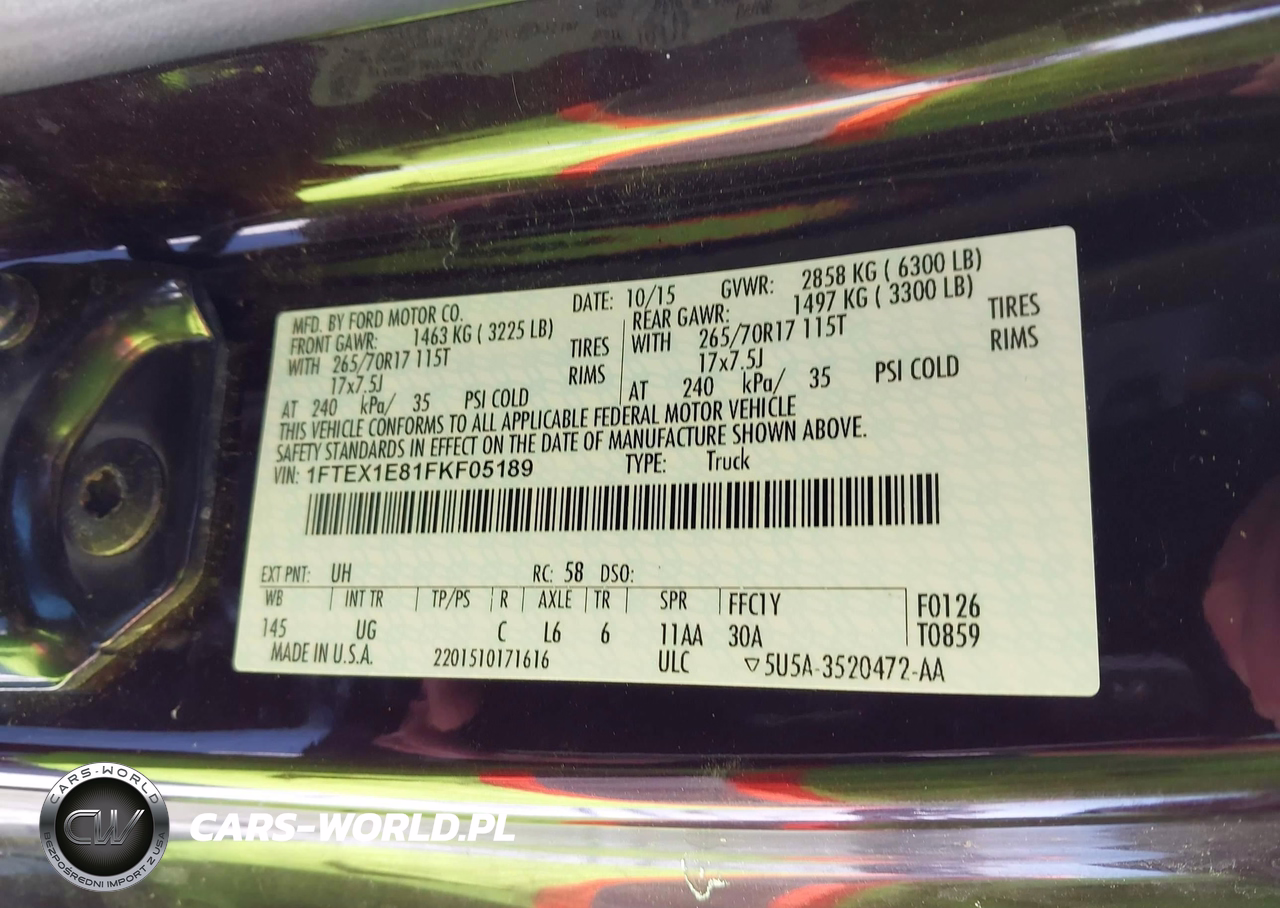 MFD. BY FORD MOTOR CO. DATE: 10/15 GVWR: 2858 KG ( 6300 LB)
FRONT GAWR: 1463 KG ( 3225 LB) REAR GAWR: 1497 KG ( 3300 LB)
WITH 265/70R17 115T TIRES WITH 265/70R17 115T TIRES
17x7.5J RIMS 17x7.5J RIMS
AT 240 kPa/ 35 PSI COLD AT 240 kPa/ 35 PSI COLD
THIS VEHICLE CONFORMS TO ALL APPLICABLE FEDERAL MOTOR VEHICLE
SAFETY STANDARDS IN EFFECT ON THE DATE OF MANUFACTURE SHOWN ABOVE.
VIN: 1FTEX1E81FKF05189 TYPE: Truck
EXT PNT: UH RC: 58 DSO:
WB INT TR TP/PS R AXLE TR SPR FFC1Y F0126
145 UG C L6 6 11AA 30A T0859
MADE IN U.S.A. 2201510171616 ULC ▽5U5A-3520472-AA
CARS-WORLD
CW
BEZPOŚREDNI IMPORT Z USA
CARS-WORLD.PL